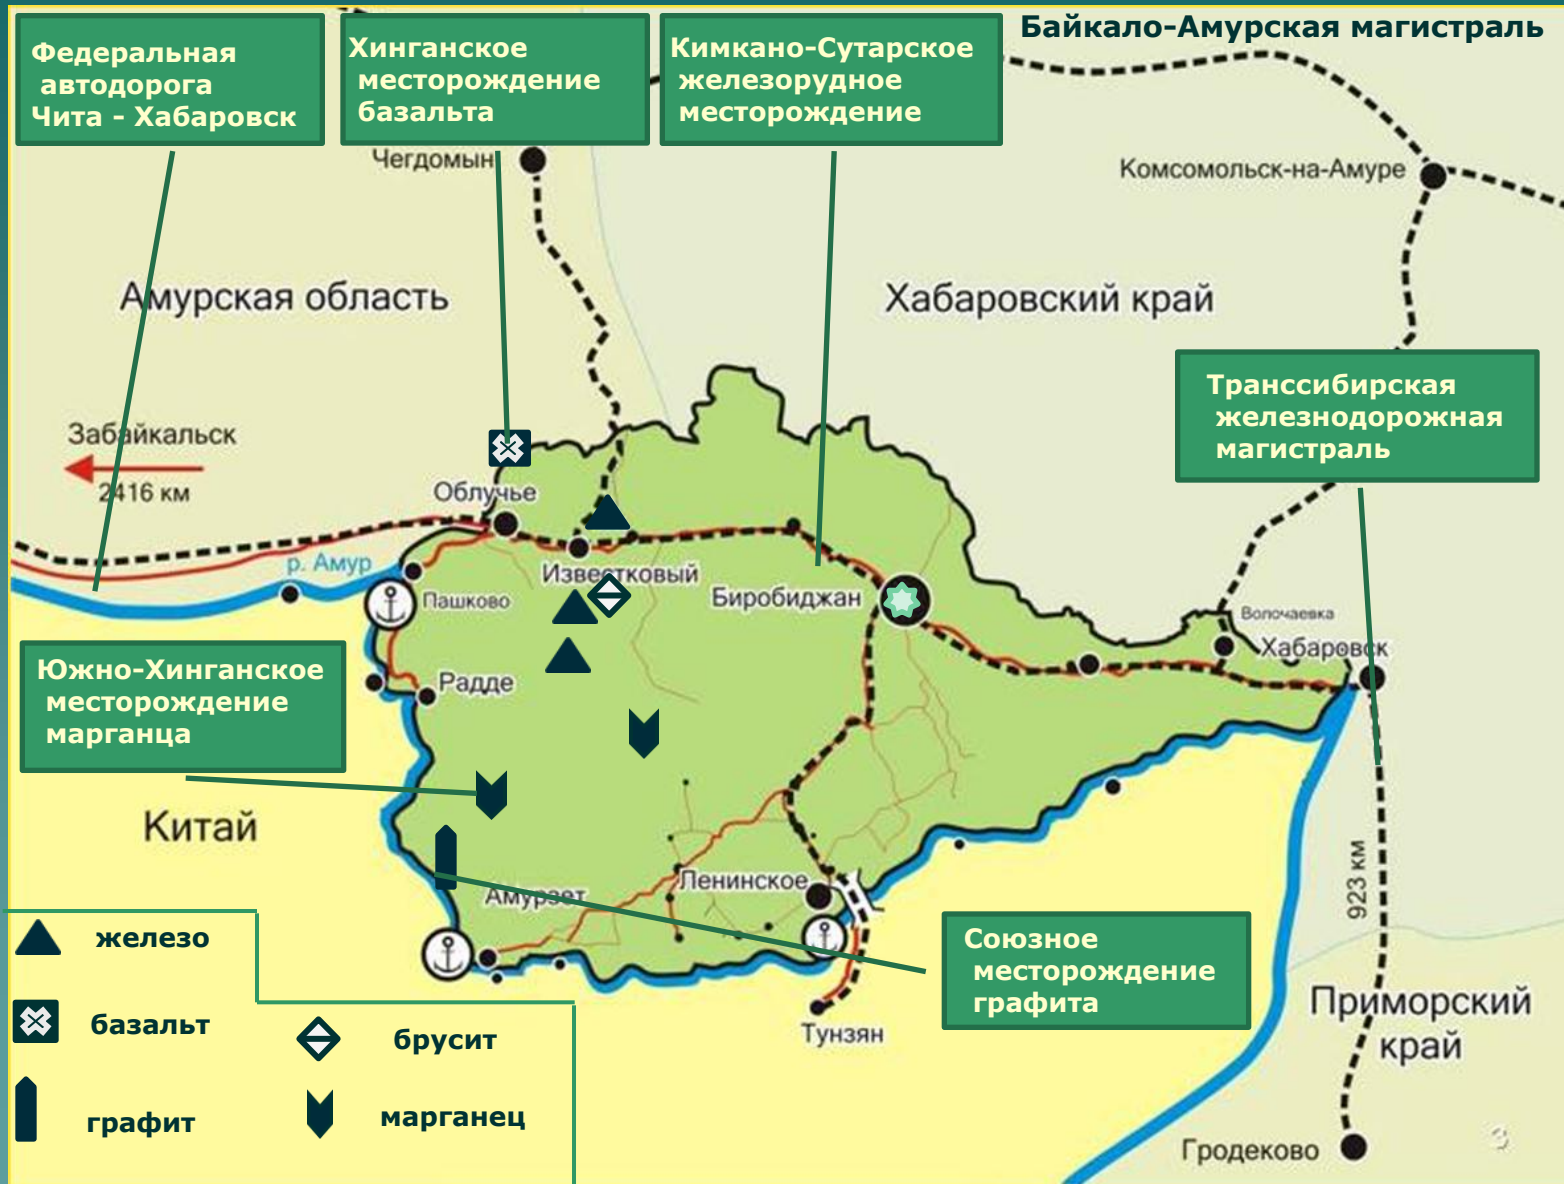 Федеральная
автодорога
Чита - Хабаровск
Хинганское
месторождение
базальта
Кимкано-Сутарское
железорудное
месторождение
Байкало-Амурская магистраль
Чегдомын
Комсомольск-на-Амуре
Амурская область
Хабаровский край
Транссибирская
железнодорожная
магистраль
Забайкальск
2416 км
Облучье
р. Амур
Известковый
Пашково
Биробиджан
Волочаевка
Хабаровск
Южно-Хинганское
месторождение
марганца
Радде
Китай
Амурзет
Ленинское
923 км
железо
базальт
графит
брусит
марганец
Союзное
месторождение
графита
Тунзян
Приморский
край
Гродеково
3